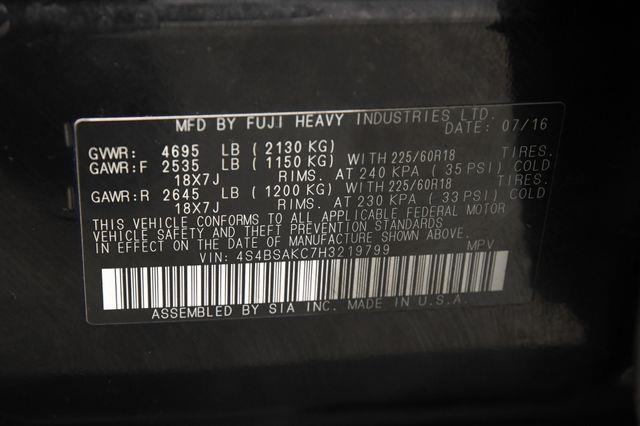 MFD BY FUJI HEAVY INDUSTRIES LTD.
DATE: 07/16
GVWR: 4695 LB ( 2130 KG)
GAWR:F 2535 LB ( 1150 KG) WITH 225/60R18 TIRES.
18X7J RIMS. AT 240 KPA ( 35 PSI) COLD
GAWR:R 2645 LB ( 1200 KG) WITH 225/60R18 TIRES.
18X7J RIMS. AT 230 KPA ( 33 PSI) COLD
THIS VEHICLE CONFORMS TO ALL APPLICABLE FEDERAL MOTOR
VEHICLE SAFETY AND THEFT PREVENTION STANDARDS IN
EFFECT ON THE DATE OF MANUFACTURE SHOWN ABOVE.
VIN: 4S4BSAKC7H3219799 MPV
ASSEMBLED BY SIA INC. MADE IN U.S.A.